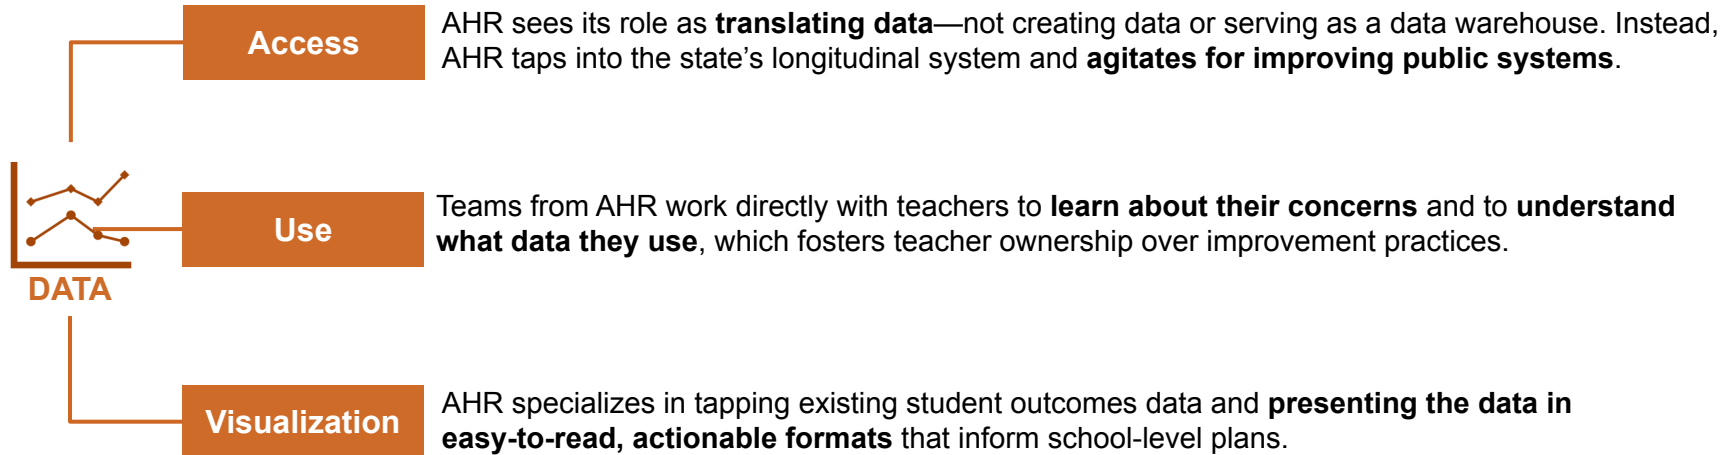 Access
AHR sees its role as translating data—not creating data or serving as a data warehouse. Instead,
AHR taps into the state’s longitudinal system and agitates for improving public systems.
DATA
Use
Teams from AHR work directly with teachers to learn about their concerns and to understand
what data they use, which fosters teacher ownership over improvement practices.
Visualization
AHR specializes in tapping existing student outcomes data and presenting the data in
easy-to-read, actionable formats that inform school-level plans.